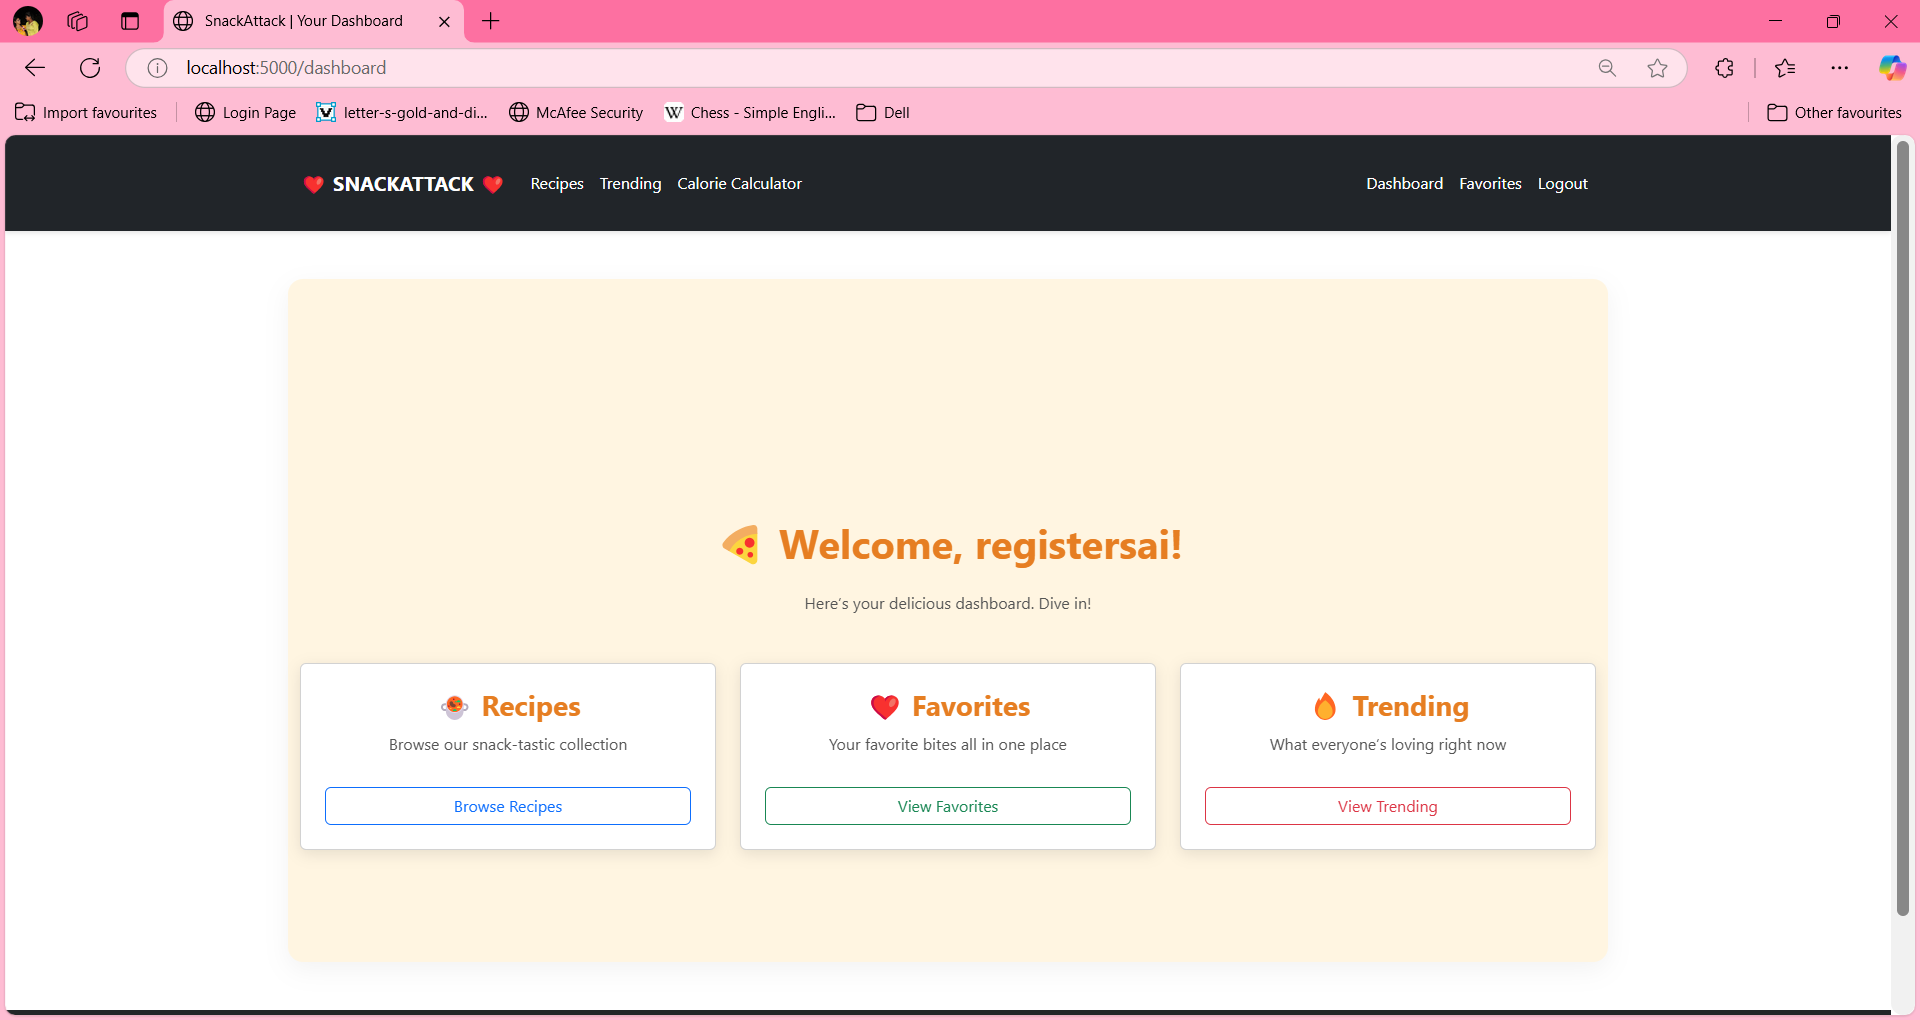 SnackAttack | Your Dashboard
localhost:5000/dashboard
Import favourites
Login Page
letter-s-gold-and-di...
McAfee Security
W Chess - Simple Engli...
Dell
Other favourites
❤️ SNACKATTACK ❤️
Recipes
Trending
Calorie Calculator
Dashboard
Favorites
Logout
🍕 Welcome, registersai!
Here's your delicious dashboard. Dive in!
Recipes
Browse our snack-tastic collection
Browse Recipes
❤️ Favorites
Your favorite bites all in one place
View Favorites
🔥 Trending
What everyone's loving right now
View Trending